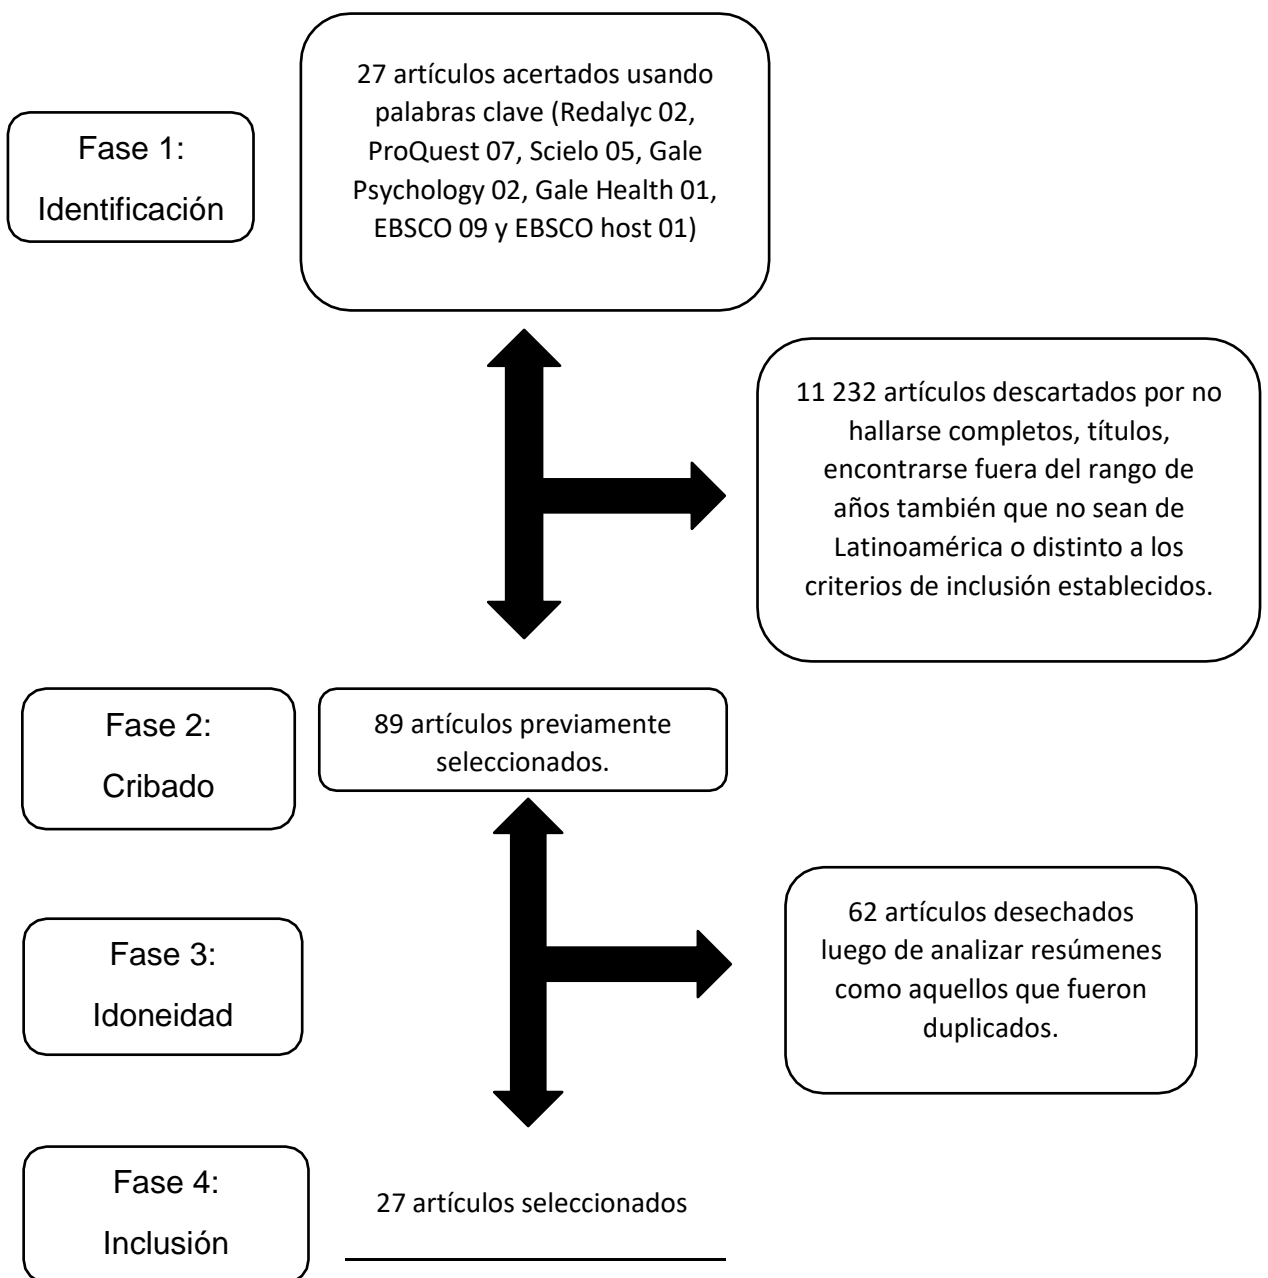 Fase 1:
Identificación
27 artículos acertados usando
palabras clave (Redalyc 02,
ProQuest 07, Scielo 05, Gale
Psychology 02, Gale Health 01,
EBSCO 09 y EBSCO host 01)
11 232 artículos descartados por no
hallarse completos, títulos,
encontrarse fuera del rango de
años también que no sean de
Latinoamérica o distinto a los
criterios de inclusión establecidos.
Fase 2:
Cribado
89 artículos previamente
seleccionados.
Fase 3:
Idoneidad
62 artículos desechados
luego de analizar resúmenes
como aquellos que fueron
duplicados.
Fase 4:
Inclusión
27 artículos seleccionados